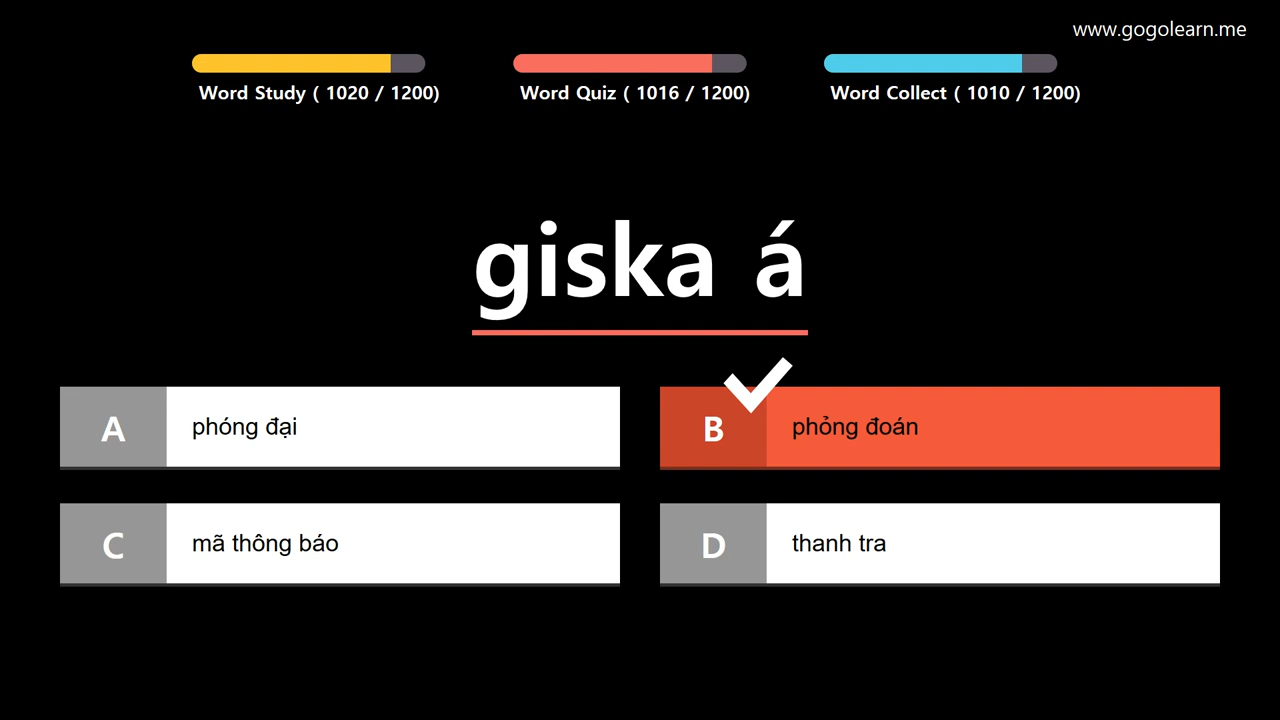 www.gogolearn.me
Word Study ( 1020 / 1200)
Word Quiz ( 1016 / 1200)
Word Collect ( 1010 / 1200)
giska á
A
phóng đại
B
phỏng đoán
C
mã thông báo
D
thanh tra